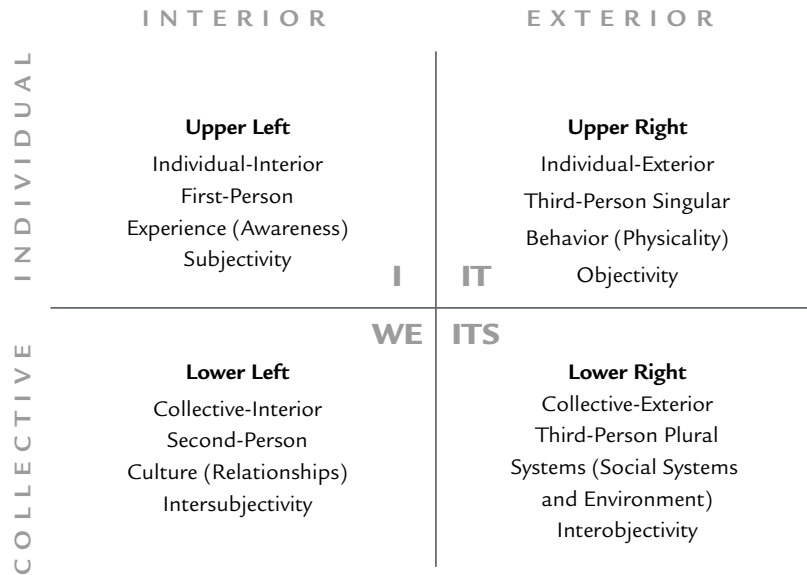 INTERIOR
EXTERIOR
INDIVIDUAL
Upper Left
Individual-Interior
First-Person
Experience (Awareness)
Subjectivity
I
Upper Right
Individual-Exterior
Third-Person Singular
Behavior (Physicality)
Objectivity
IT
COLLECTIVE
WE
Lower Left
Collective-Interior
Second-Person
Culture (Relationships)
Intersubjectivity
ITS
Lower Right
Collective-Exterior
Third-Person Plural
Systems (Social Systems
and Environment)
Interobjectivity